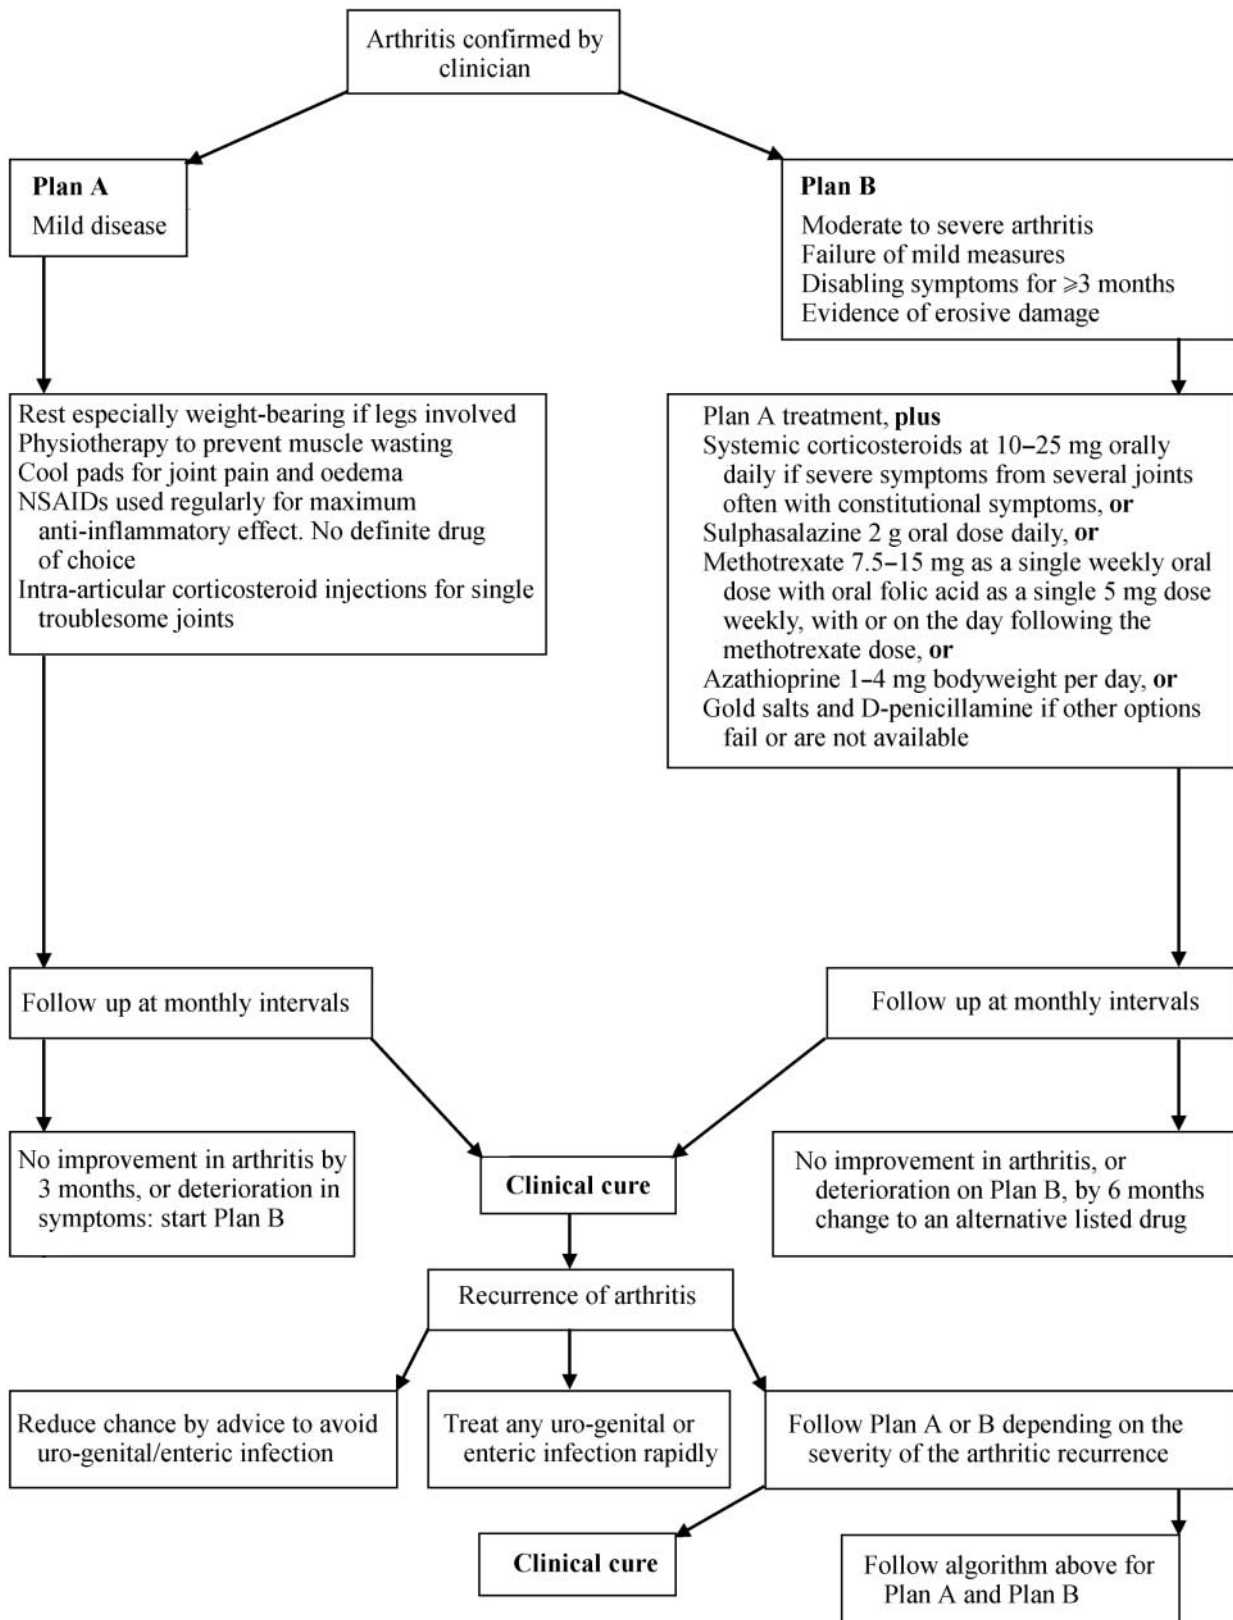 Arthritis confirmed by
clinician
Plan A
Mild disease
Plan B
Moderate to severe arthritis
Failure of mild measures
Disabling symptoms for ⩾3 months
Evidence of erosive damage
Rest especially weight-bearing if legs involved
Physiotherapy to prevent muscle wasting
Cool pads for joint pain and oedema
NSAIDs used regularly for maximum
anti-inflammatory effect. No definite drug
of choice
Intra-articular corticosteroid injections for single
troublesome joints
Plan A treatment, plus
Systemic corticosteroids at 10–25 mg orally
daily if severe symptoms from several joints
often with constitutional symptoms, or
Sulphasalazine 2 g oral dose daily, or
Methotrexate 7.5–15 mg as a single weekly oral
dose with oral folic acid as a single 5 mg dose
weekly, with or on the day following the
methotrexate dose, or
Azathioprine 1–4 mg bodyweight per day, or
Gold salts and D-penicillamine if other options
fail or are not available
Follow up at monthly intervals
Follow up at monthly intervals
No improvement in arthritis by
3 months, or deterioration in
symptoms: start Plan B
Clinical cure
No improvement in arthritis, or
deterioration on Plan B, by 6 months
change to an alternative listed drug
Recurrence of arthritis
Reduce chance by advice to avoid
uro-genital/enteric infection
Treat any uro-genital or
enteric infection rapidly
Follow Plan A or B depending on the
severity of the arthritic recurrence
Clinical cure
Follow algorithm above for
Plan A and Plan B